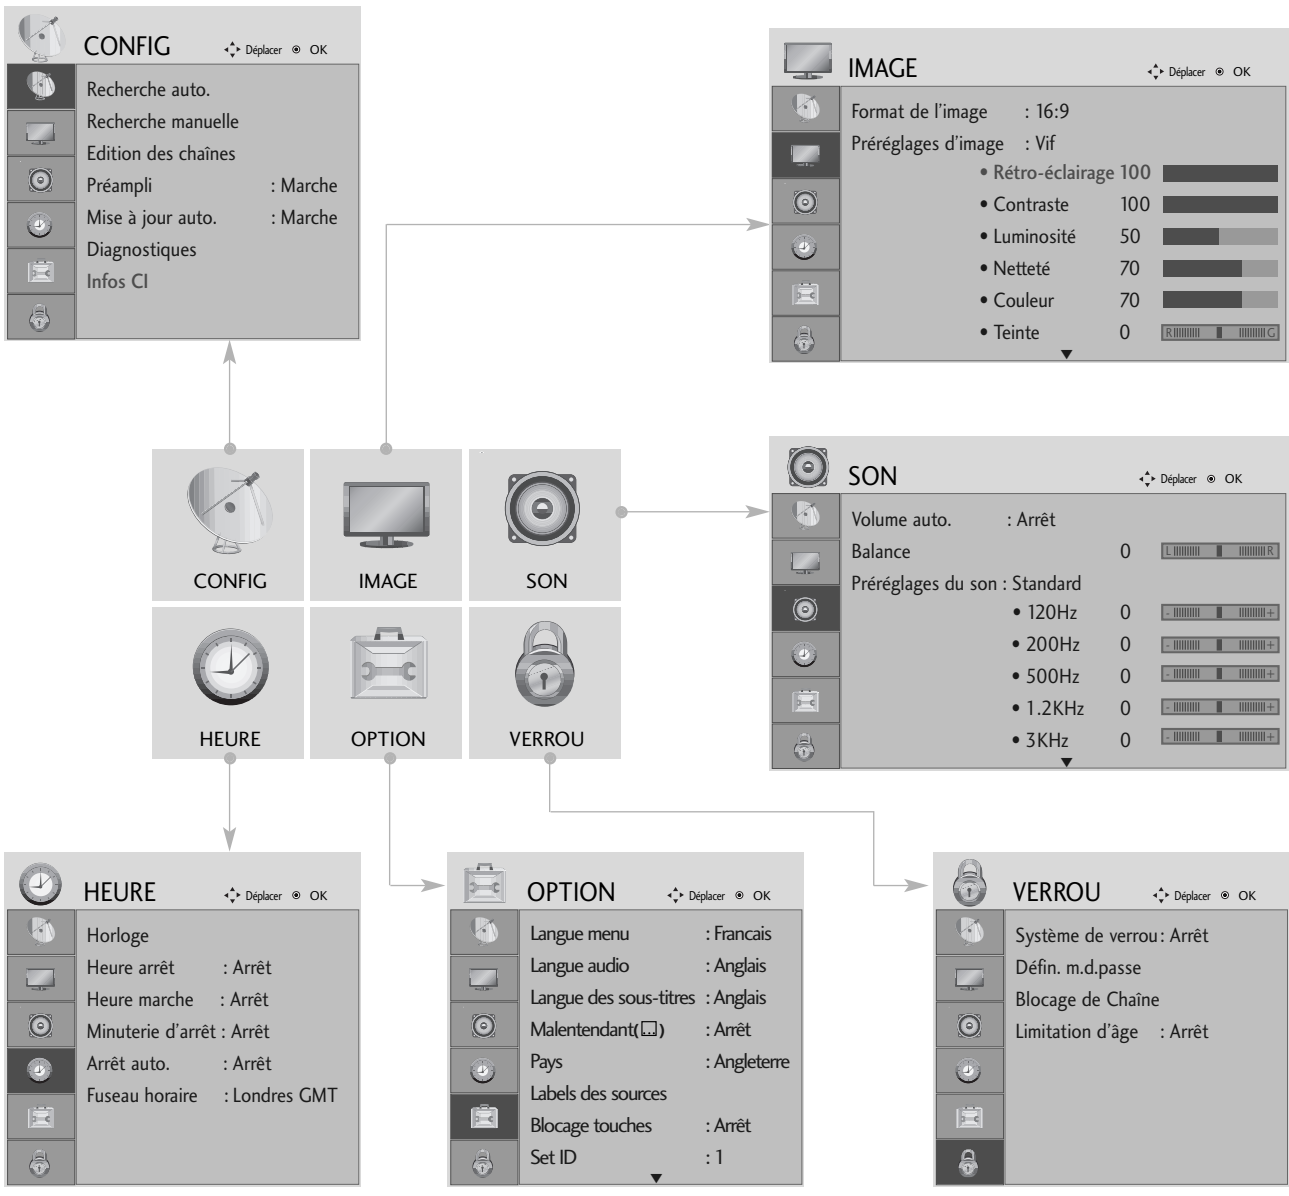 CONFIG
Déplacer OK
Recherche auto.
Recherche manuelle
Edition des chaînes
Préampli : Marche
Mise à jour auto. : Marche
Diagnostiques
Infos CI
IMAGE
Déplacer OK
Format de l'image : 16:9
Préréglages d'image : Vif
• Rétro-éclairage 100
• Contraste 100
• Luminosité 50
• Netteté 70
• Couleur 70
• Teinte 0 R G
CONFIG
IMAGE
SON
HEURE
OPTION
VERROU
SON
Déplacer OK
Volume auto. : Arrêt
Balance 0 L R
Préréglages du son : Standard
• 120Hz 0 - +
• 200Hz 0 - +
• 500Hz 0 - +
• 1.2KHz 0 - +
• 3KHz 0 - +
HEURE
Déplacer OK
Horloge
Heure arrêt : Arrêt
Heure marche : Arrêt
Minuterie d'arrêt : Arrêt
Arrêt auto. : Arrêt
Fuseau horaire : Londres GMT
OPTION
Déplacer OK
Langue menu : Francais
Langue audio : Anglais
Langue des sous-titres : Anglais
Malentendant( ) : Arrêt
Pays : Angleterre
Labels des sources
Blocage touches : Arrêt
Set ID : 1
VERROU
Déplacer OK
Système de verrou : Arrêt
Défin. m.d.passe
Blocage de Chaîne
Limitation d'âge : Arrêt